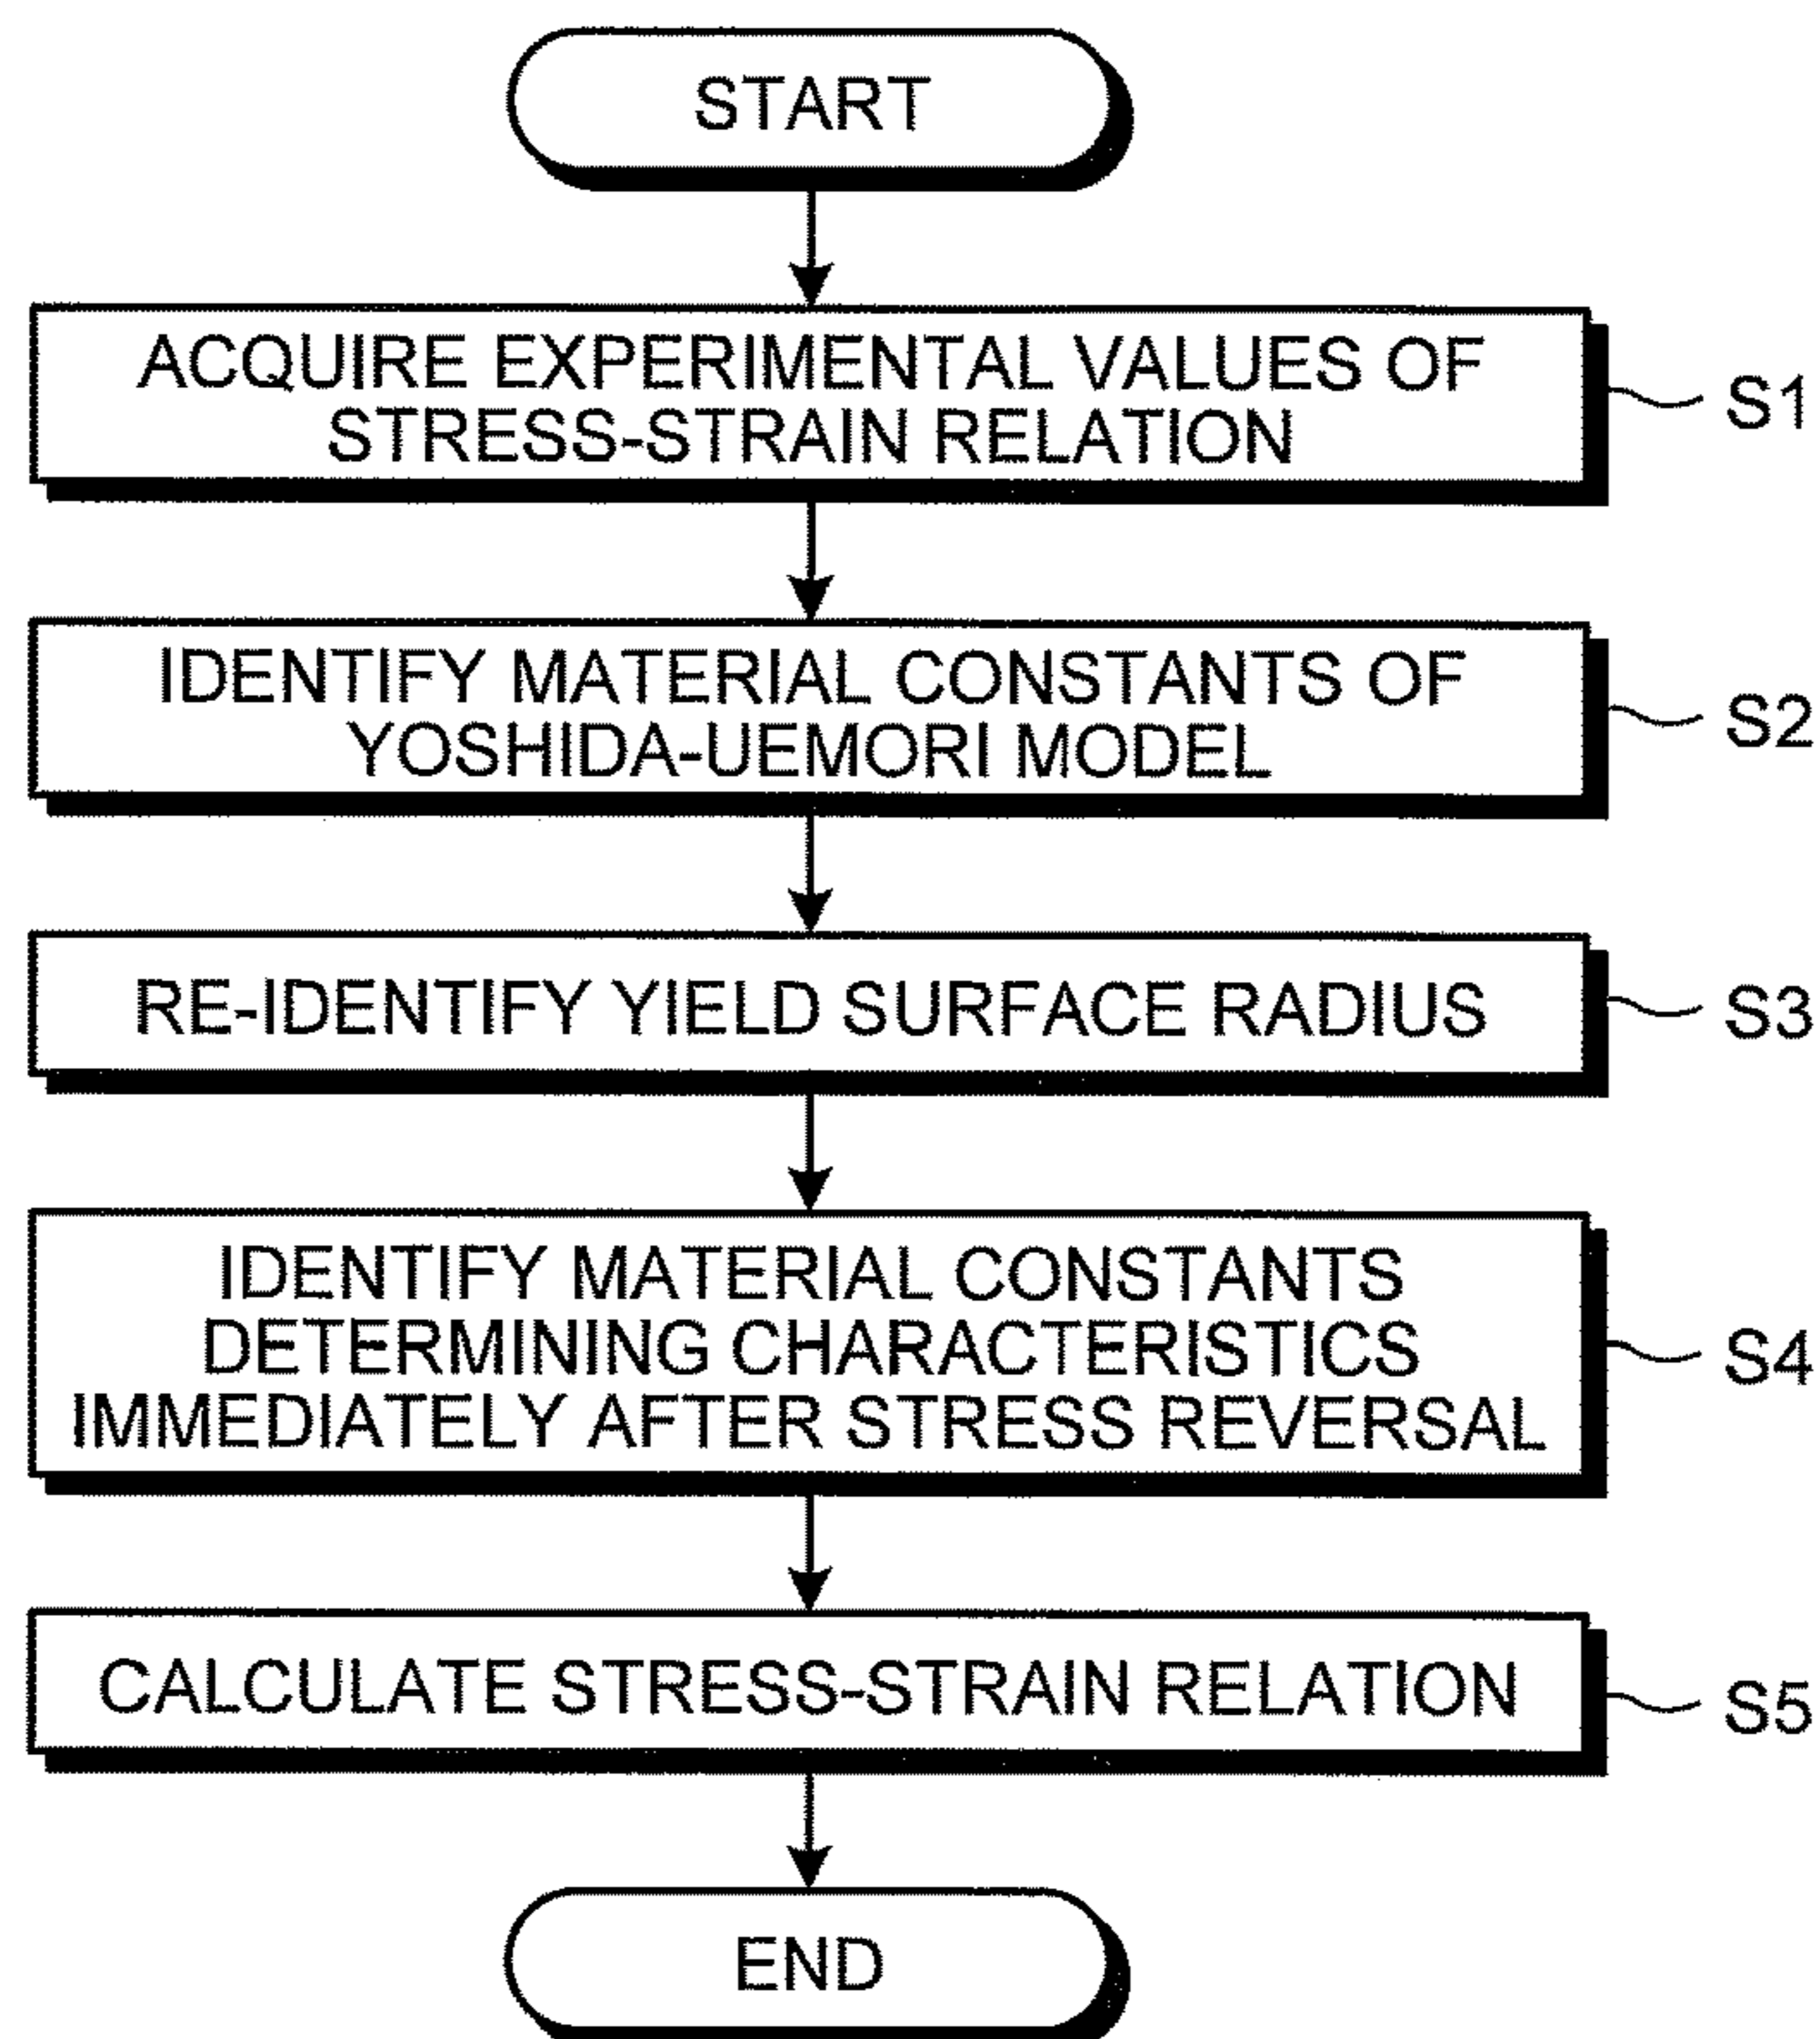 START
ACQUIRE EXPERIMENTAL VALUES OF
STRESS-STRAIN RELATION
S1
IDENTIFY MATERIAL CONSTANTS OF
YOSHIDA-UEMORI MODEL
S2
RE-IDENTIFY YIELD SURFACE RADIUS
S3
IDENTIFY MATERIAL CONSTANTS
DETERMINING CHARACTERISTICS
IMMEDIATELY AFTER STRESS REVERSAL
S4
CALCULATE STRESS-STRAIN RELATION
S5
END